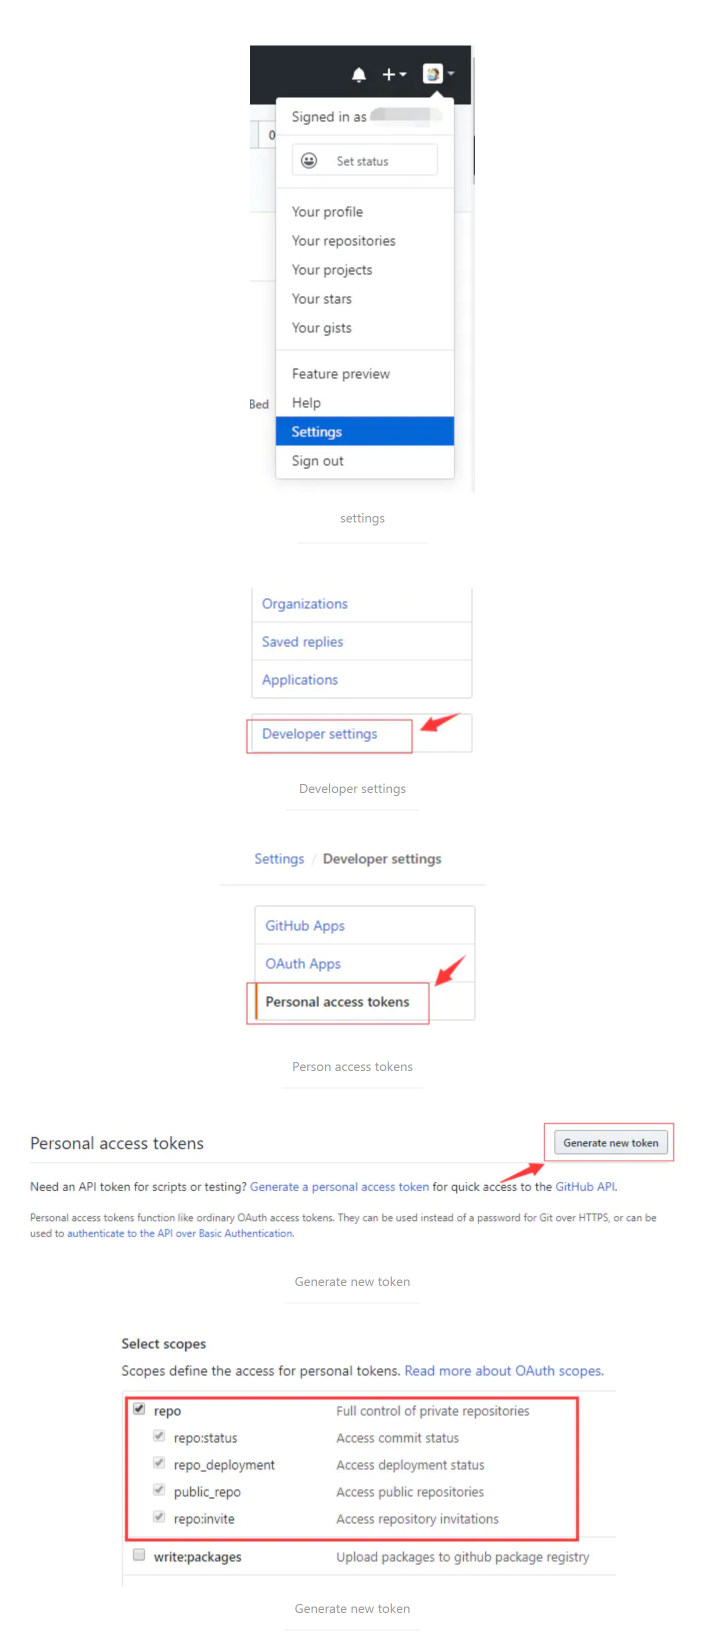 Signed in as
0
Set status
Your profile
Your repositories
Your projects
Your stars
Your gists
Feature preview
Bed
Help
Settings
Sign out
settings
Organizations
Saved replies
Applications
Developer settings
Developer settings
Settings / Developer settings
GitHub Apps
OAuth Apps
Personal access tokens
Person access tokens
Personal access tokens
Generate new token
Need an API token for scripts or testing? Generate a personal access token for quick access to the GitHub API.
Personal access tokens function like ordinary OAuth access tokens. They can be used instead of a password for Git over HTTPS, or can be
used to authenticate to the API over Basic Authentication.
Generate new token
Select scopes
Scopes define the access for personal tokens. Read more about OAuth scopes.
repo Full control of private repositories
repo:status Access commit status
repo_deployment Access deployment status
public_repo Access public repositories
repo:invite Access repository invitations
write:packages Upload packages to github package registry
Generate new token